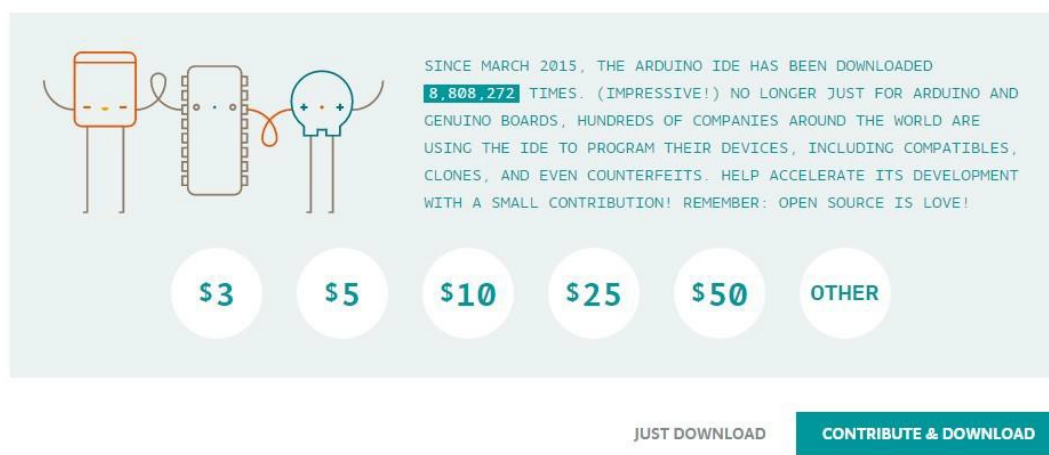 SINCE MARCH 2015, THE ARDUINO IDE HAS BEEN DOWNLOADED
8,808,272 TIMES. (IMPRESSIVE!) NO LONGER JUST FOR ARDUINO AND
GENUINO BOARDS, HUNDREDS OF COMPANIES AROUND THE WORLD ARE
USING THE IDE TO PROGRAM THEIR DEVICES, INCLUDING COMPATIBLES,
CLONES, AND EVEN COUNTERFEITS. HELP ACCELERATE ITS DEVELOPMENT
WITH A SMALL CONTRIBUTION! REMEMBER: OPEN SOURCE IS LOVE!
$3 $5 $10 $25 $50 OTHER
JUST DOWNLOAD CONTRIBUTE & DOWNLOAD